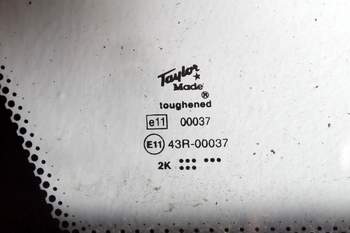 Taylor
Made
®
toughened
e11 00037
E11 43R-00037
2K